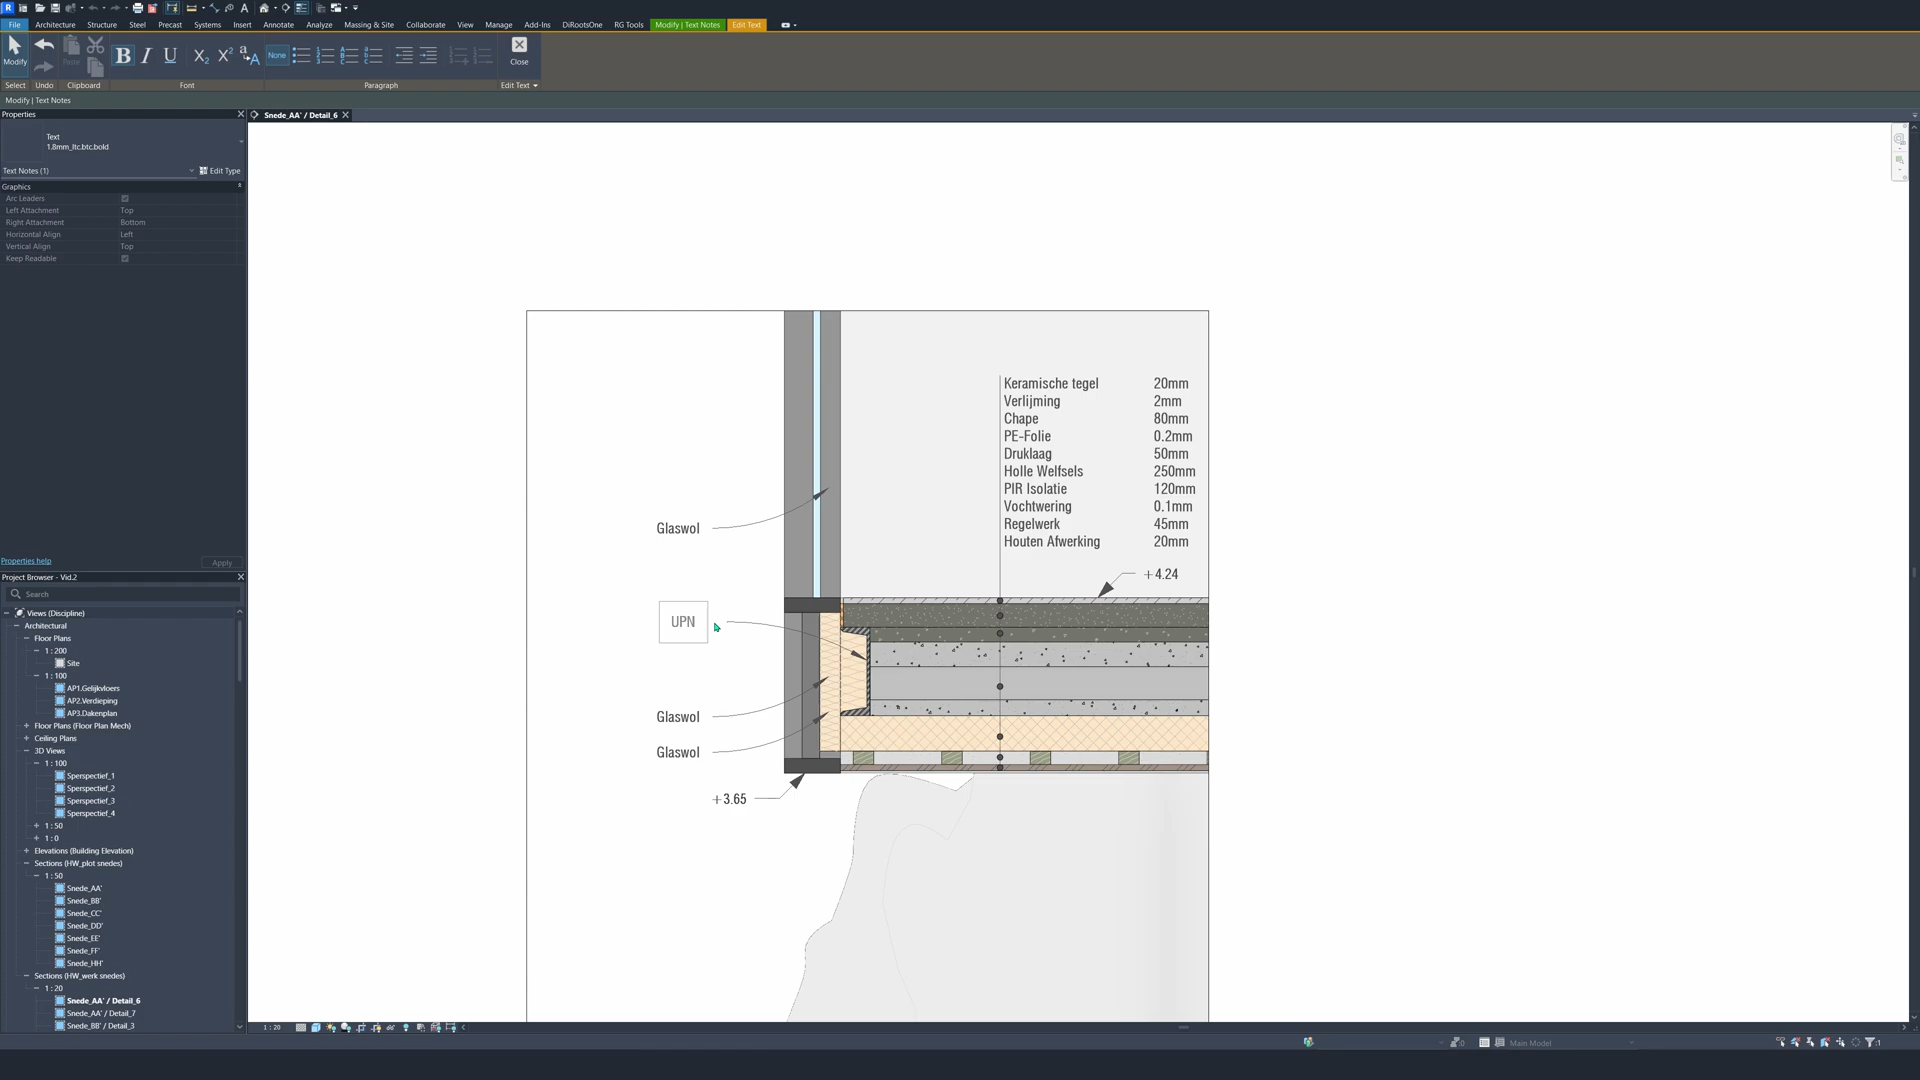 File Architecture Structure Steel Precast Systems Insert Annotate Analyze Massing & Site Collaborate View Manage Add-Ins DiRootsOne RG Tools Modify | Text Notes Edit Text
Modify Paste B I U X₂ X² None Close
Select Undo Clipboard Font Paragraph Edit Text
Modify | Text Notes
Properties
Snede_AA' / Detail_6
Text
1.8mm_ltc.btc.bold
Text Notes (1) Edit Type
Graphics
Arc Leaders
Left Attachment Top
Right Attachment Bottom
Horizontal Align Left
Vertical Align Top
Keep Readable
Keramische tegel 20mm
Verlijming 2mm
Chape 80mm
PE-Folie 0.2mm
Druklaag 50mm
Holle Welfsels 250mm
PIR Isolatie 120mm
Vochtwering 0.1mm
Regelwerk 45mm
Houten Afwerking 20mm
+4.24
Glaswol
UPN
Glaswol
Glaswol
+3.65
Properties help Apply
Project Browser - Vid.2
Search
Views (Discipline)
Architectural
Floor Plans
1 : 200
Site
1 : 100
AP1.Gelijkvloers
AP2.Verdieping
AP3.Dakenplan
Floor Plans (Floor Plan Mech)
Ceiling Plans
3D Views
1 : 100
Sperspectief_1
Sperspectief_2
Sperspectief_3
Sperspectief_4
1 : 50
1 : 0
Elevations (Building Elevation)
Sections (HW_plot snedes)
1 : 50
Snede_AA'
Snede_BB'
Snede_CC'
Snede_DD'
Snede_EE'
Snede_FF'
Snede_HH'
Sections (HW_werk snedes)
1 : 20
Snede_AA' / Detail_6
Snede_AA' / Detail_7
Snede_BB' / Detail_3
1 : 20
:0 Main Model :1